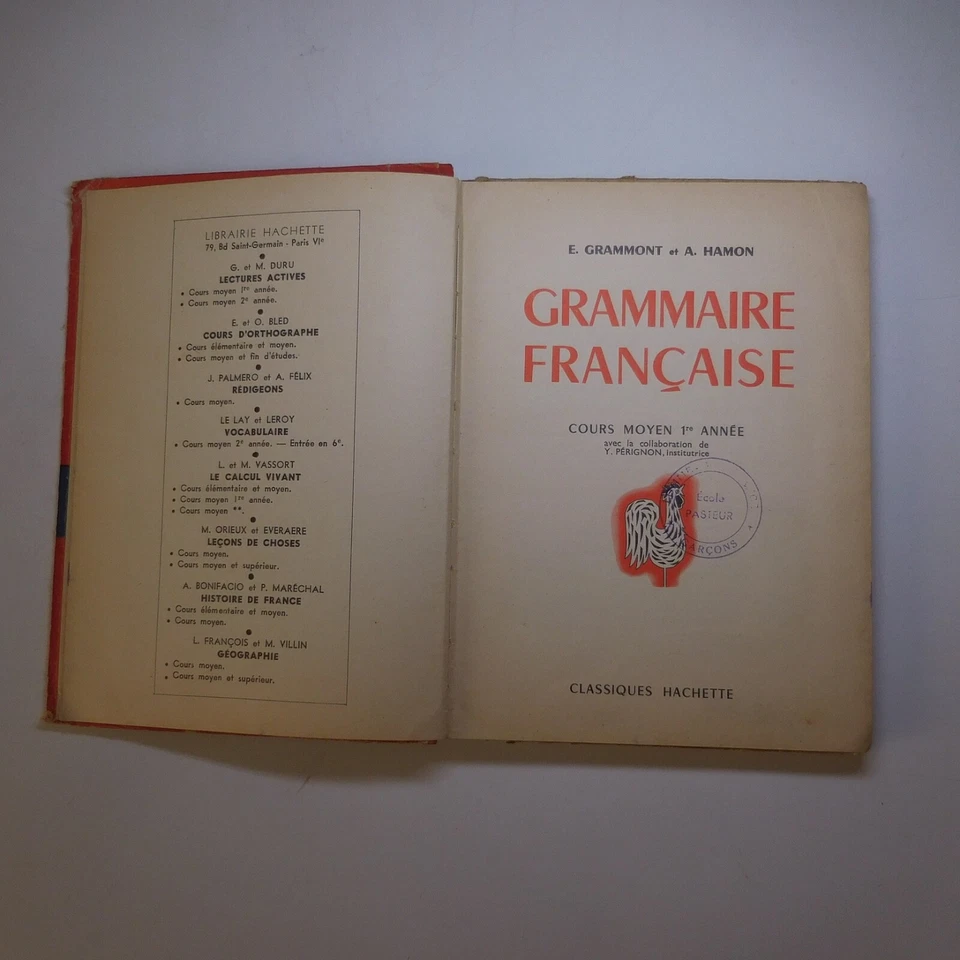 LIBRAIRIE HACHETTE
79, Bd Saint-Germain - Paris VIe
●
G. et M. DURU
LECTURES ACTIVES
• Cours moyen 1re année.
• Cours moyen 2e année.
●
E. et O. BLED
COURS D'ORTHOGRAPHE
• Cours élémentaire et moyen.
• Cours moyen et fin d'études.
●
J. PALMERO et A. FÉLIX
RÉDIGEONS
• Cours moyen.
●
LE LAY et LEROY
VOCABULAIRE
• Cours moyen 2e année. — Entrée en 6e.
●
L. et M. VASSORT
LE CALCUL VIVANT
• Cours élémentaire et moyen.
• Cours moyen 1re année.
• Cours moyen **.
●
M. ORIEUX et EVERAERE
LEÇONS DE CHOSES
• Cours moyen.
• Cours moyen et supérieur.
●
A. BONIFACIO et P. MARÉCHAL
HISTOIRE DE FRANCE
• Cours élémentaire et moyen.
• Cours moyen.
●
L. FRANÇOIS et M. VILLIN
GÉOGRAPHIE
• Cours moyen.
• Cours moyen et supérieur.
E. GRAMMONT et A. HAMON
GRAMMAIRE
FRANÇAISE
COURS MOYEN 1re ANNÉE
avec la collaboration de
Y. PÉRIGNON, Institutrice
École
PASTEUR
GARÇONS
CLASSIQUES HACHETTE